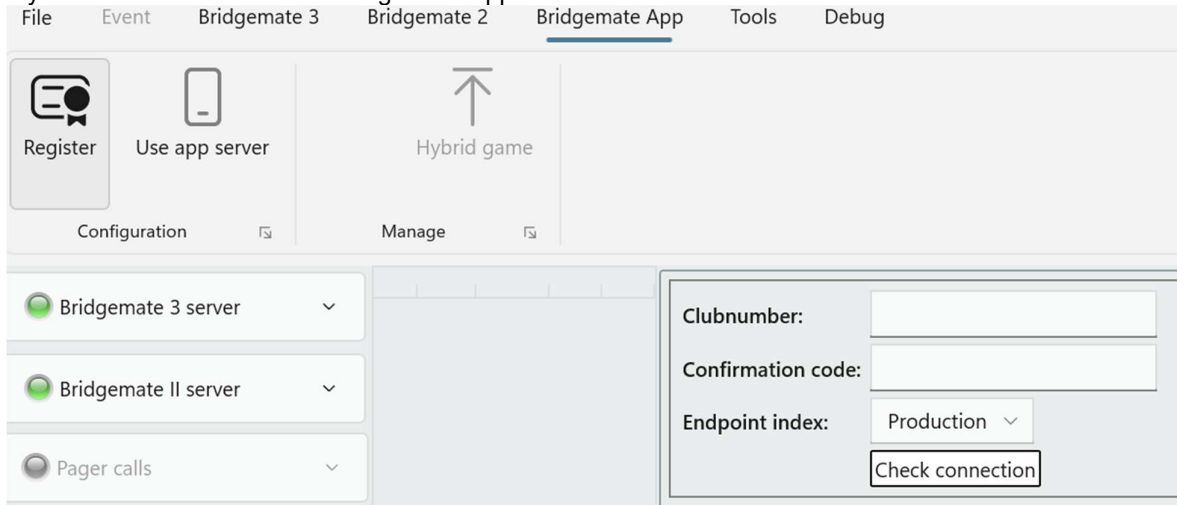 File Event Bridgemate 3 Bridgemate 2 Bridgemate App Tools Debug
Register Use app server Hybrid game
Configuration Manage
Bridgemate 3 server
Bridgemate II server
Pager calls
Clubnumber:
Confirmation code:
Endpoint index: Production
Check connection